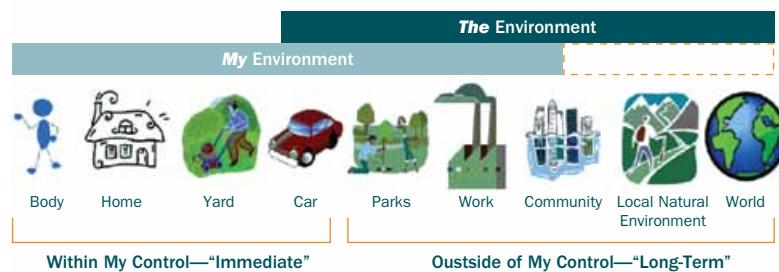 The Environment
My Environment
Body Home Yard Car Parks Work Community Local Natural World
Environment
Within My Control—“Immediate” Oustside of My Control—“Long-Term”